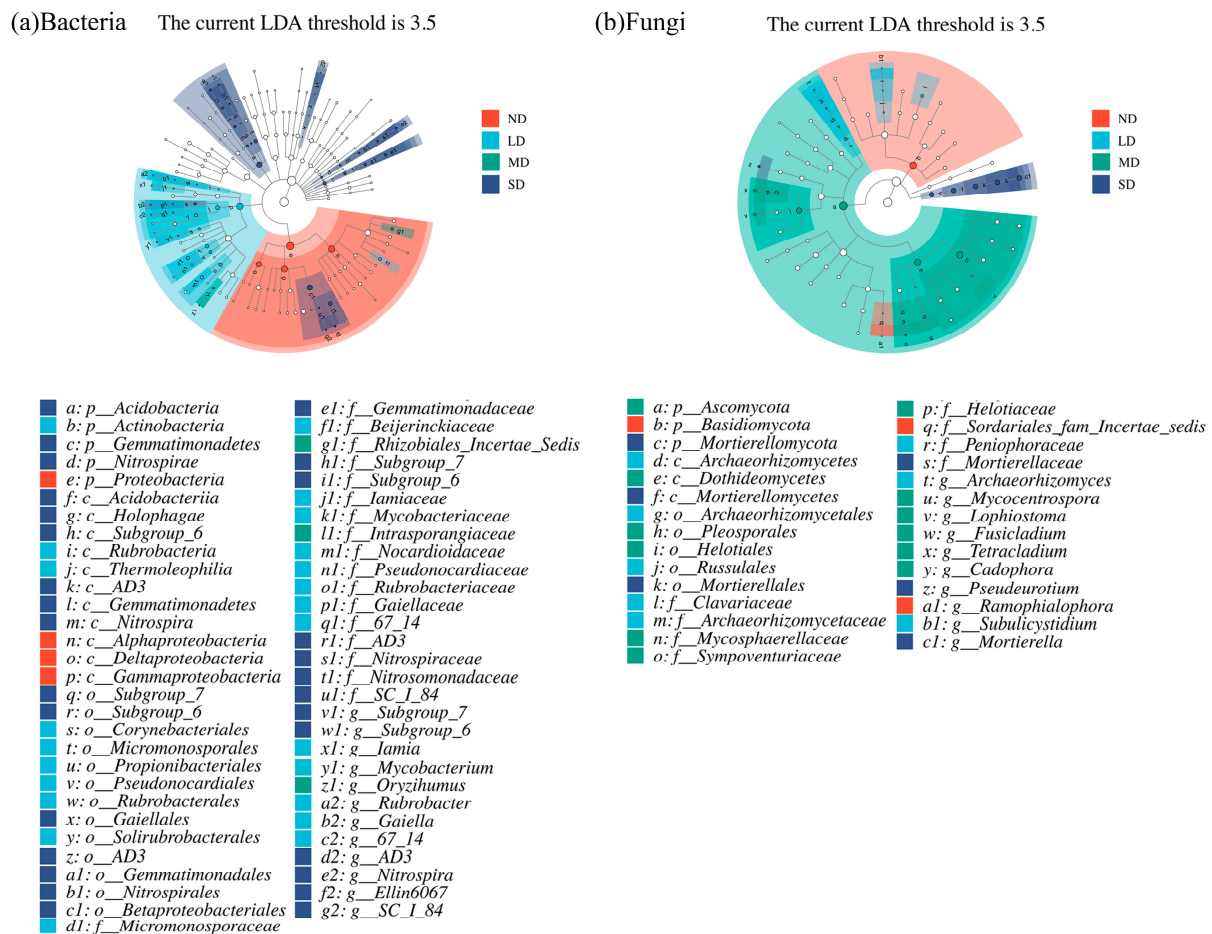 (a)Bacteria
The current LDA threshold is 3.5
ND
LD
MD
SD
a: p__Acidobacteria
b: p__Actinobacteria
c: p__Gemmatimonadetes
d: p__Nitrospirae
e: p__Proteobacteria
f: c__Acidobacteriia
g: c__Holophagae
h: c__Subgroup_6
i: c__Rubrobacteria
j: c__Thermoleophilia
k: c__AD3
l: c__Gemmatimonadetes
m: c__Nitrospira
n: c__Alphaproteobacteria
o: c__Deltaproteobacteria
p: c__Gammaproteobacteria
q: o__Subgroup_7
r: o__Subgroup_6
s: o__Corynebacteriales
t: o__Micromonosporales
u: o__Propionibacteriales
v: o__Pseudonocardiales
w: o__Rubrobacterales
x: o__Gaiellales
y: o__Solirubrobacterales
z: o__AD3
a1: o__Gemmatimonadales
b1: o__Nitrospirales
c1: o__Betaproteobacteriales
d1: f__Micromonosporaceae
e1: f__Gemmatimonadaceae
f1: f__Beijerinckiaceae
g1: f__Rhizobiales_Incertae_Sedis
h1: f__Subgroup_7
i1: f__Subgroup_6
j1: f__Iamiaceae
k1: f__Mycobacteriaceae
l1: f__Intrasporangiaceae
m1: f__Nocardioidaceae
n1: f__Pseudonocardiaceae
o1: f__Rubrobacteriaceae
p1: f__Gaiellaceae
q1: f__67_14
r1: f__AD3
s1: f__Nitrospiraceae
t1: f__Nitrosomonadaceae
u1: f__SC_I_84
v1: g__Subgroup_7
w1: g__Subgroup_6
x1: g__Iamia
y1: g__Mycobacterium
z1: g__Oryzihumus
a2: g__Rubrobacter
b2: g__Gaiella
c2: g__67_14
d2: g__AD3
e2: g__Nitrospira
f2: g__Ellin6067
g2: g__SC_I_84
(b)Fungi
The current LDA threshold is 3.5
ND
LD
MD
SD
a: p__Ascomycota
b: p__Basidiomycota
c: p__Mortierellomycota
d: c__Archaeorhizomycetes
e: c__Dothideomycetes
f: c__Mortierellomycetes
g: o__Archaeorhizomycetales
h: o__Pleosporales
i: o__Helotiales
j: o__Russulales
k: o__Mortierellales
l: f__Clavariaceae
m: f__Archaeorhizomycetaceae
n: f__Mycosphaerellaceae
o: f__Sympoventuriaceae
p: f__Helotiaceae
q: f__Sordariales_fam_Incertae_sedis
r: f__Peniophoraceae
s: f__Mortierellaceae
t: g__Archaeorhizomyces
u: g__Mycocentrospora
v: g__Lophiostoma
w: g__Fusicladium
x: g__Tetracladium
y: g__Cadophora
z: g__Pseudeurotium
a1: g__Ramophialophora
b1: g__Subulicystidium
c1: g__Mortierella